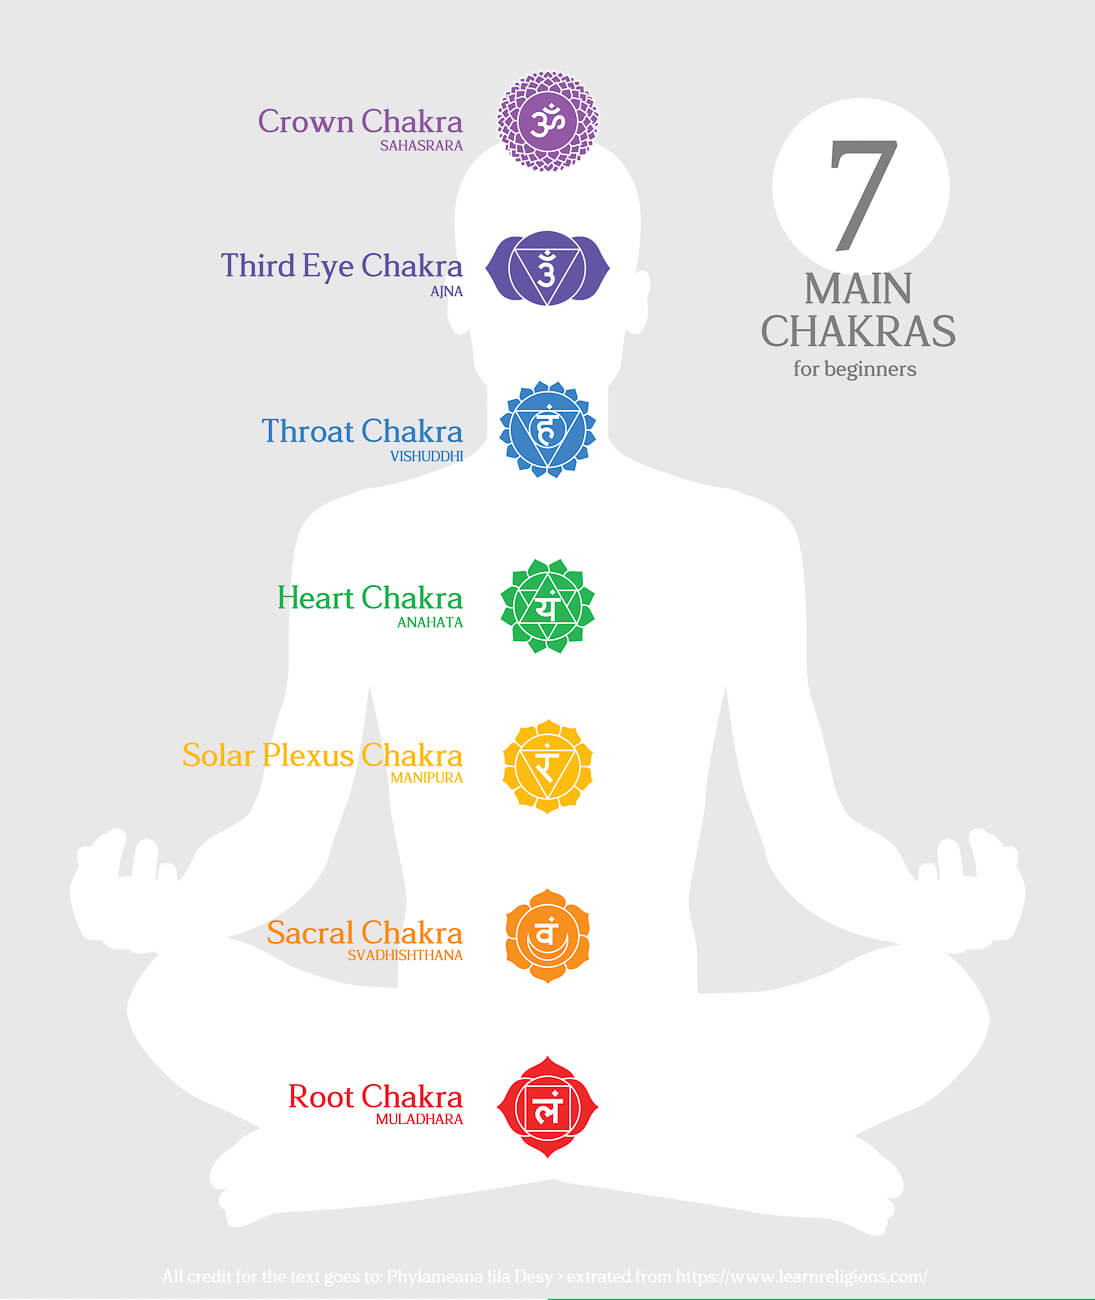 Crown Chakra
SAHASRARA
ॐ
7
MAIN
CHAKRAS
for beginners
Third Eye Chakra
AJNA
ॐ
Throat Chakra
VISHUDDHI
हं
Heart Chakra
ANAHATA
यं
Solar Plexus Chakra
MANIPURA
रं
Sacral Chakra
SVADHISHTHANA
वं
Root Chakra
MULADHARA
लं
All credit for the text goes to: Phylameana lila Desy > extrated from https://www.learnreligions.com/